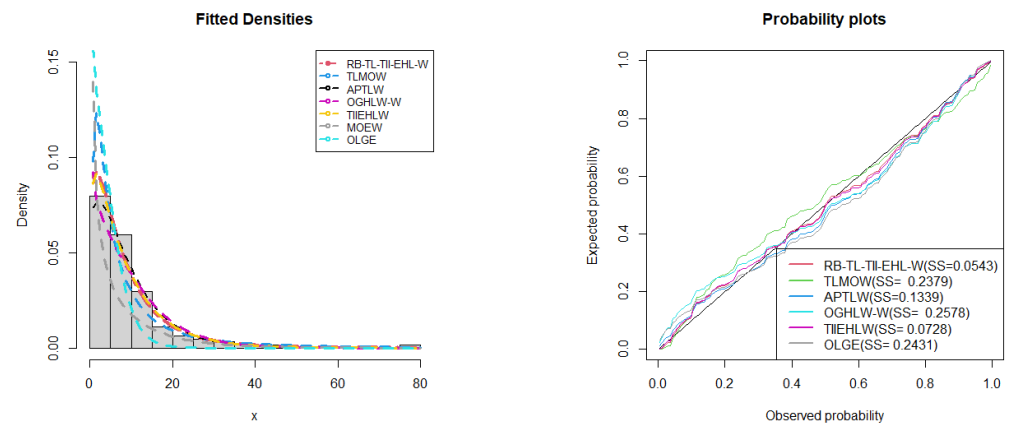 Fitted Densities
0.15
0.10
0.05
0.00
Density
0 20 40 60 80
x
RB-TL-TII-EHL-W
TLMOW
APTLW
OGHLW-W
TIIEHLW
MOEW
OLGE
Probability plots
1.0
0.8
0.6
0.4
0.2
0.0
Expected probability
0.0 0.2 0.4 0.6 0.8 1.0
Observed probability
RB-TL-TII-EHL-W(SS=0.0543)
TLMOW(SS= 0.2379)
APTLW(SS=0.1339)
OGHLW-W(SS= 0.2578)
TIIEHLW(SS= 0.0728)
OLGE(SS= 0.2431)